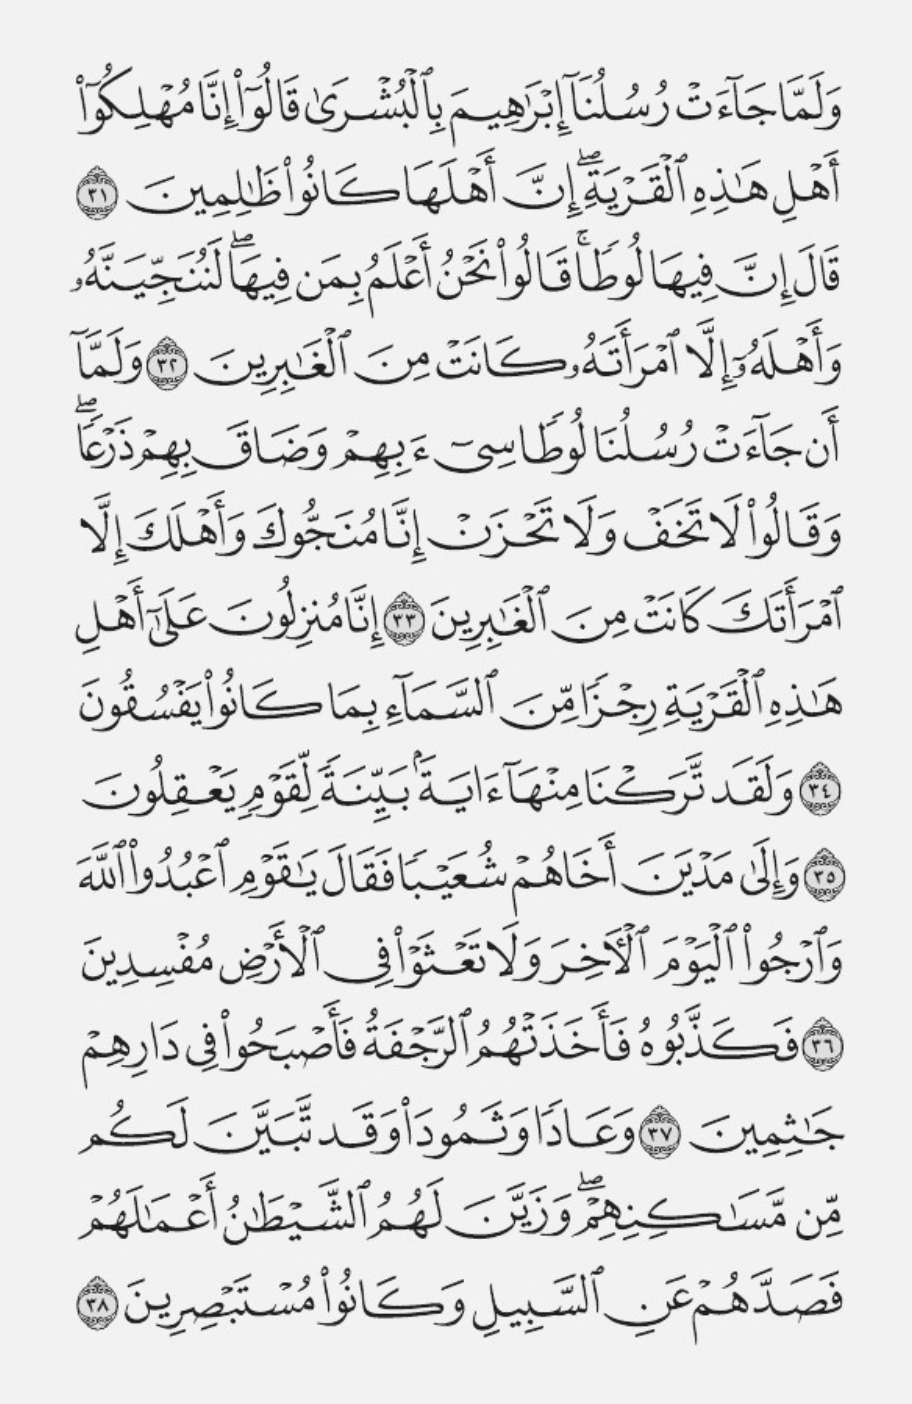 وَلَمَّا جَآءَتْ رُسُلُنَآ إِبْرَٰهِيمَ بِٱلْبُشْرَىٰ قَالُوٓا۟ إِنَّا مُهْلِكُوٓا۟
أَهْلِ هَٰذِهِ ٱلْقَرْيَةِ ۖ إِنَّ أَهْلَهَا كَانُوا۟ ظَٰلِمِينَ ٣١
قَالَ إِنَّ فِيهَا لُوطًا ۚ قَالُوا۟ نَحْنُ أَعْلَمُ بِمَن فِيهَا ۖ لَنُنَجِّيَنَّهُۥ
وَأَهْلَهُۥٓ إِلَّا ٱمْرَأَتَهُۥ كَانَتْ مِنَ ٱلْغَٰبِرِينَ ٣٢ وَلَمَّآ
أَن جَآءَتْ رُسُلُنَا لُوطًا سِىٓءَ بِهِمْ وَضَاقَ بِهِمْ ذَرْعًا ۖ
وَقَالُوا۟ لَا تَخَفْ وَلَا تَحْزَنْ إِنَّا مُنَجُّوكَ وَأَهْلَكَ إِلَّا
ٱمْرَأَتَكَ كَانَتْ مِنَ ٱلْغَٰبِرِينَ ٣٣ إِنَّا مُنزِلُونَ عَلَىٰٓ أَهْلِ
هَٰذِهِ ٱلْقَرْيَةِ رِجْزًا مِّنَ ٱلسَّمَآءِ بِمَا كَانُوا۟ يَفْسُقُونَ
٣٤ وَلَقَد تَّرَكْنَا مِنْهَآ ءَايَةًۢ بَيِّنَةً لِّقَوْمٍ يَعْقِلُونَ
٣٥ وَإِلَىٰ مَدْيَنَ أَخَاهُمْ شُعَيْبًا فَقَالَ يَٰقَوْمِ ٱعْبُدُوا۟ ٱللَّهَ
وَٱرْجُوا۟ ٱلْيَوْمَ ٱلْءَاخِرَ وَلَا تَعْثَوْا۟ فِى ٱلْأَرْضِ مُفْسِدِينَ
٣٦ فَكَذَّبُوهُ فَأَخَذَتْهُمُ ٱلرَّجْفَةُ فَأَصْبَحُوا۟ فِى دَارِهِمْ
جَٰثِمِينَ ٣٧ وَعَادًا وَثَمُودَا۟ وَقَد تَّبَيَّنَ لَكُم
مِّن مَّسَٰكِنِهِمْ ۖ وَزَيَّنَ لَهُمُ ٱلشَّيْطَٰنُ أَعْمَٰلَهُمْ
فَصَدَّهُمْ عَنِ ٱلسَّبِيلِ وَكَانُوا۟ مُسْتَبْصِرِينَ ٣٨